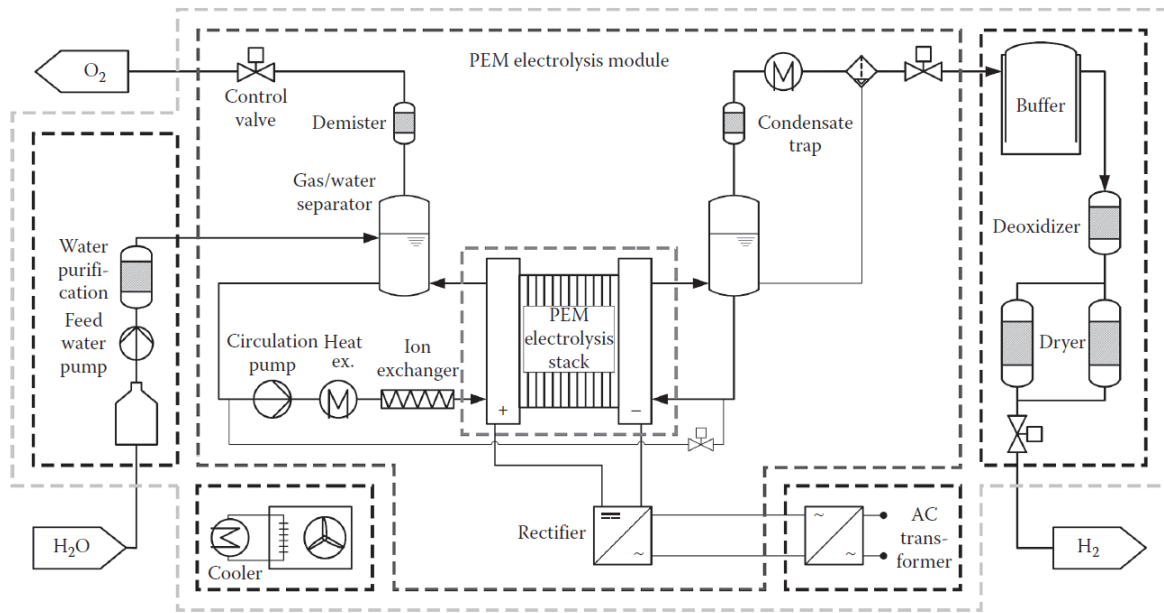 PEM electrolysis module
O2
Control
valve
Demister
Condensate
trap
Buffer
Gas/water
separator
Deoxidizer
Water
purifi-
cation
Feed
water
pump
Circulation
pump
Heat
ex.
Ion
exchanger
PEM
electrolysis
stack
Dryer
+
−
Rectifier
=
~
~
~
AC
trans-
former
H2O
Cooler
H2